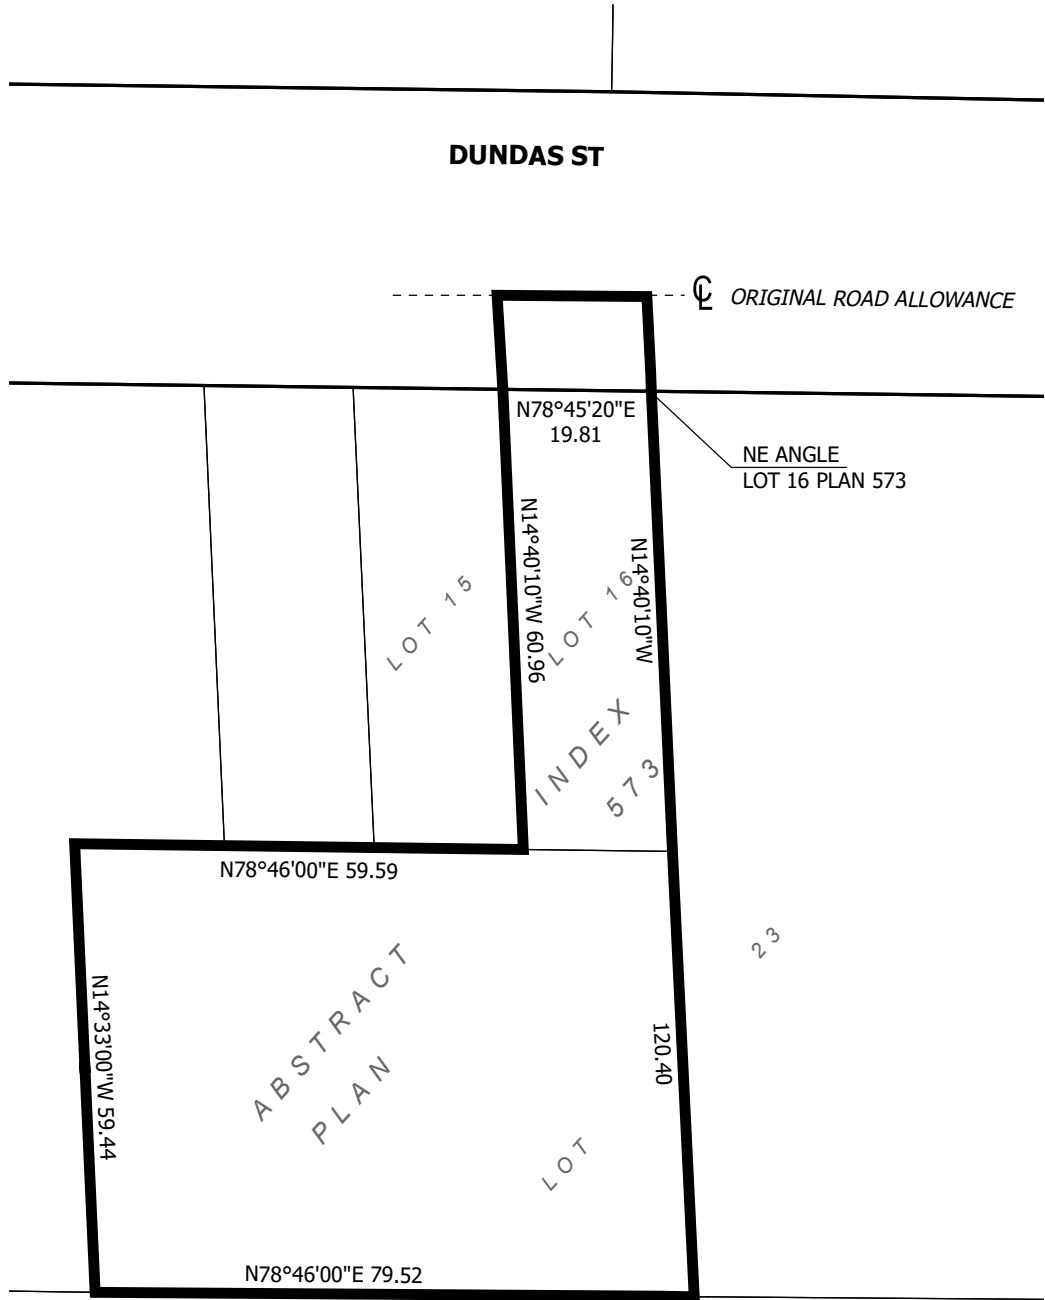 DUNDAS ST
℄ ORIGINAL ROAD ALLOWANCE
N78°45'20"E
19.81
NE ANGLE
LOT 16 PLAN 573
N14°40'10"W 60.96
N14°40'10"W
LOT 15
LOT 16
INDEX
573
N78°46'00"E 59.59
23
ABSTRACT
PLAN
N14°33'00"W 59.44
120.40
LOT
N78°46'00"E 79.52